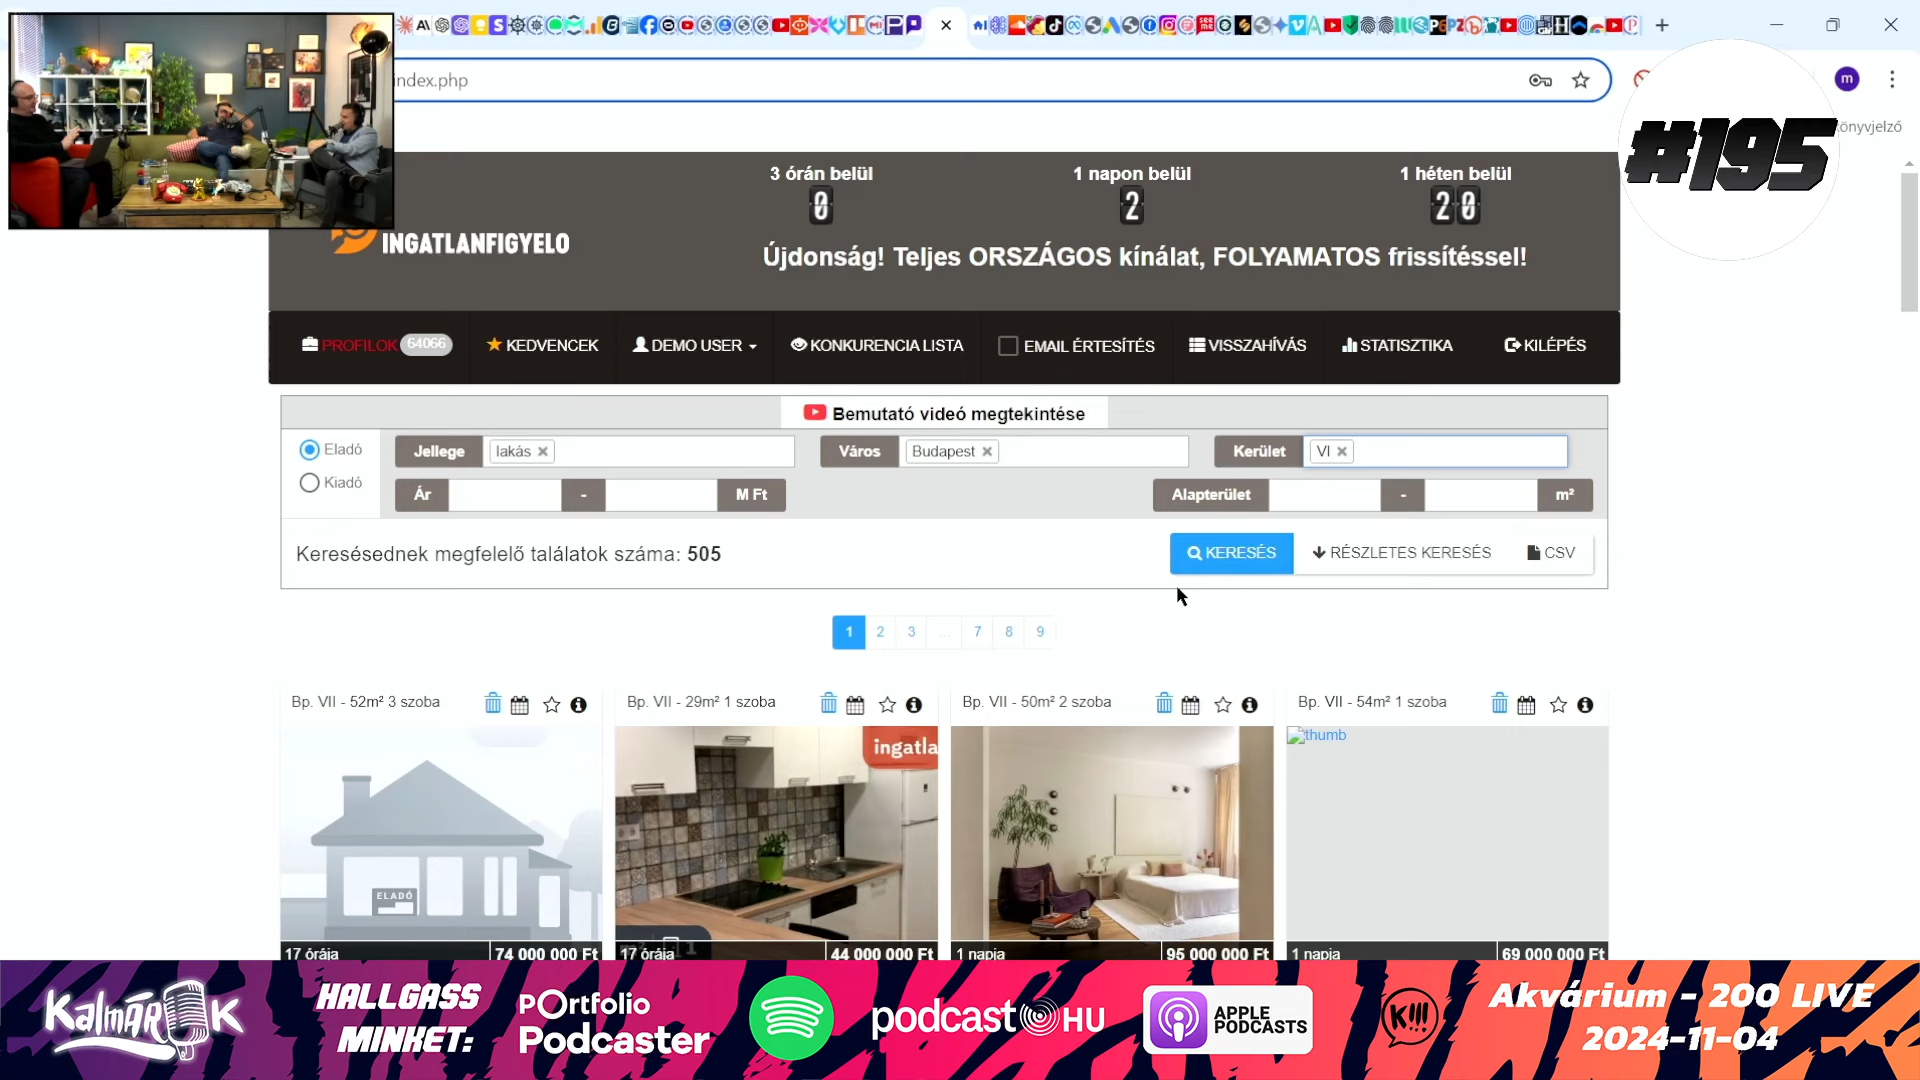 index.php
m
könyvjelző
#195
3 órán belül
1 napon belül
1 héten belül
0
2
20
INGATLANFIGYELO
Újdonság! Teljes ORSZÁGOS kínálat, FOLYAMATOS frissítéssel!
PROFILOK 64066
KEDVENCEK
DEMO USER
KONKURENCIA LISTA
EMAIL ÉRTESÍTÉS
VISSZAHÍVÁS
STATISZTIKA
KILÉPÉS
Bemutató videó megtekintése
Eladó
Kiadó
Jellege lakás ×
Város Budapest ×
Kerület VI ×
Ár - M Ft
Alapterület - m²
Keresésednek megfelelő találatok száma: 505
KERESÉS
RÉSZLETES KERESÉS
CSV
1 2 3 ... 7 8 9
Bp. VII - 52m² 3 szoba
Bp. VII - 29m² 1 szoba
Bp. VII - 50m² 2 szoba
Bp. VII - 54m² 1 szoba
ELADÓ
ingatla
thumb
17 órája 74 000 000 Ft
17 órája 44 000 000 Ft
1 napja 95 000 000 Ft
1 napja 69 000 000 Ft
KalmárOK
HALLGASS
MINKET:
POrtfolio
Podcaster
podcast HU
APPLE
PODCASTS
K!!!
Akvárium - 200 LIVE
2024-11-04